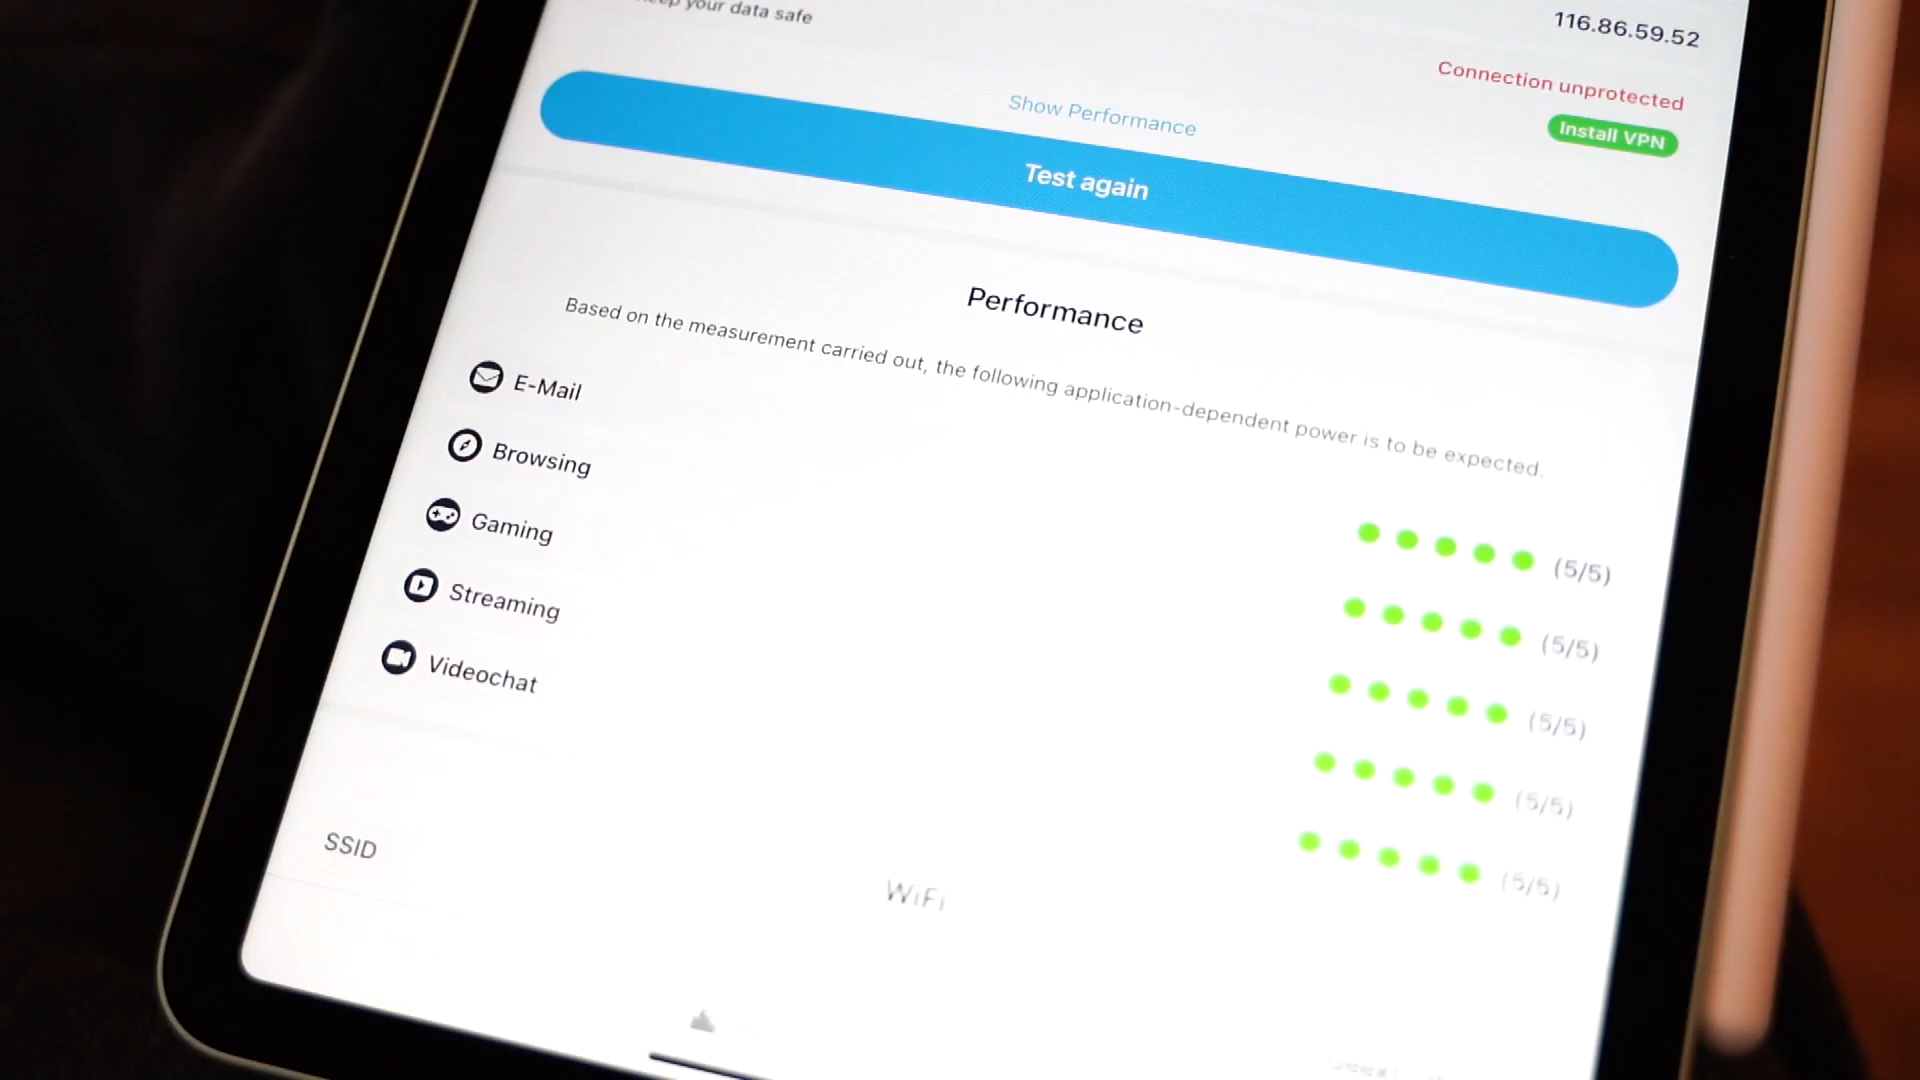 your data safe
116.86.59.52
Connection unprotected
Install VPN
Show Performance
Test again
Performance
Based on the measurement carried out, the following application-dependent power is to be expected.
E-Mail (5/5)
Browsing (5/5)
Gaming (5/5)
Streaming (5/5)
Videochat (5/5)
WiFi
SSID